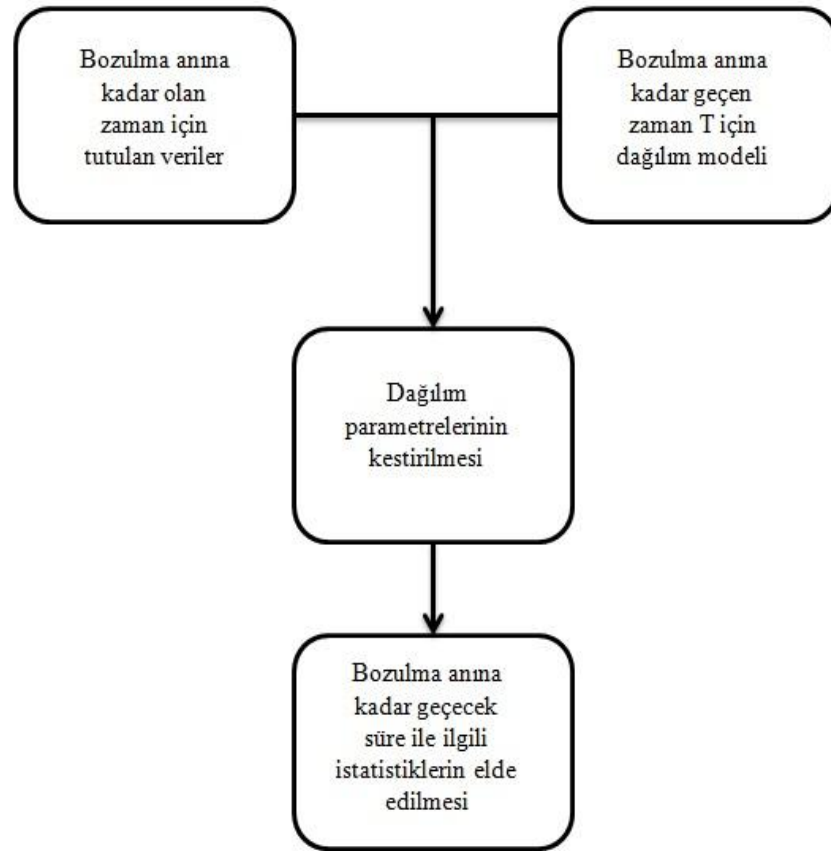 Bozulma anına
kadar olan
zaman için
tutulan veriler
Bozulma anına
kadar geçen
zaman T için
dağılım modeli
Dağılım
parametrelerinin
kestirilmesi
Bozulma anına
kadar geçecek
süre ile ilgili
istatistiklerin elde
edilmesi